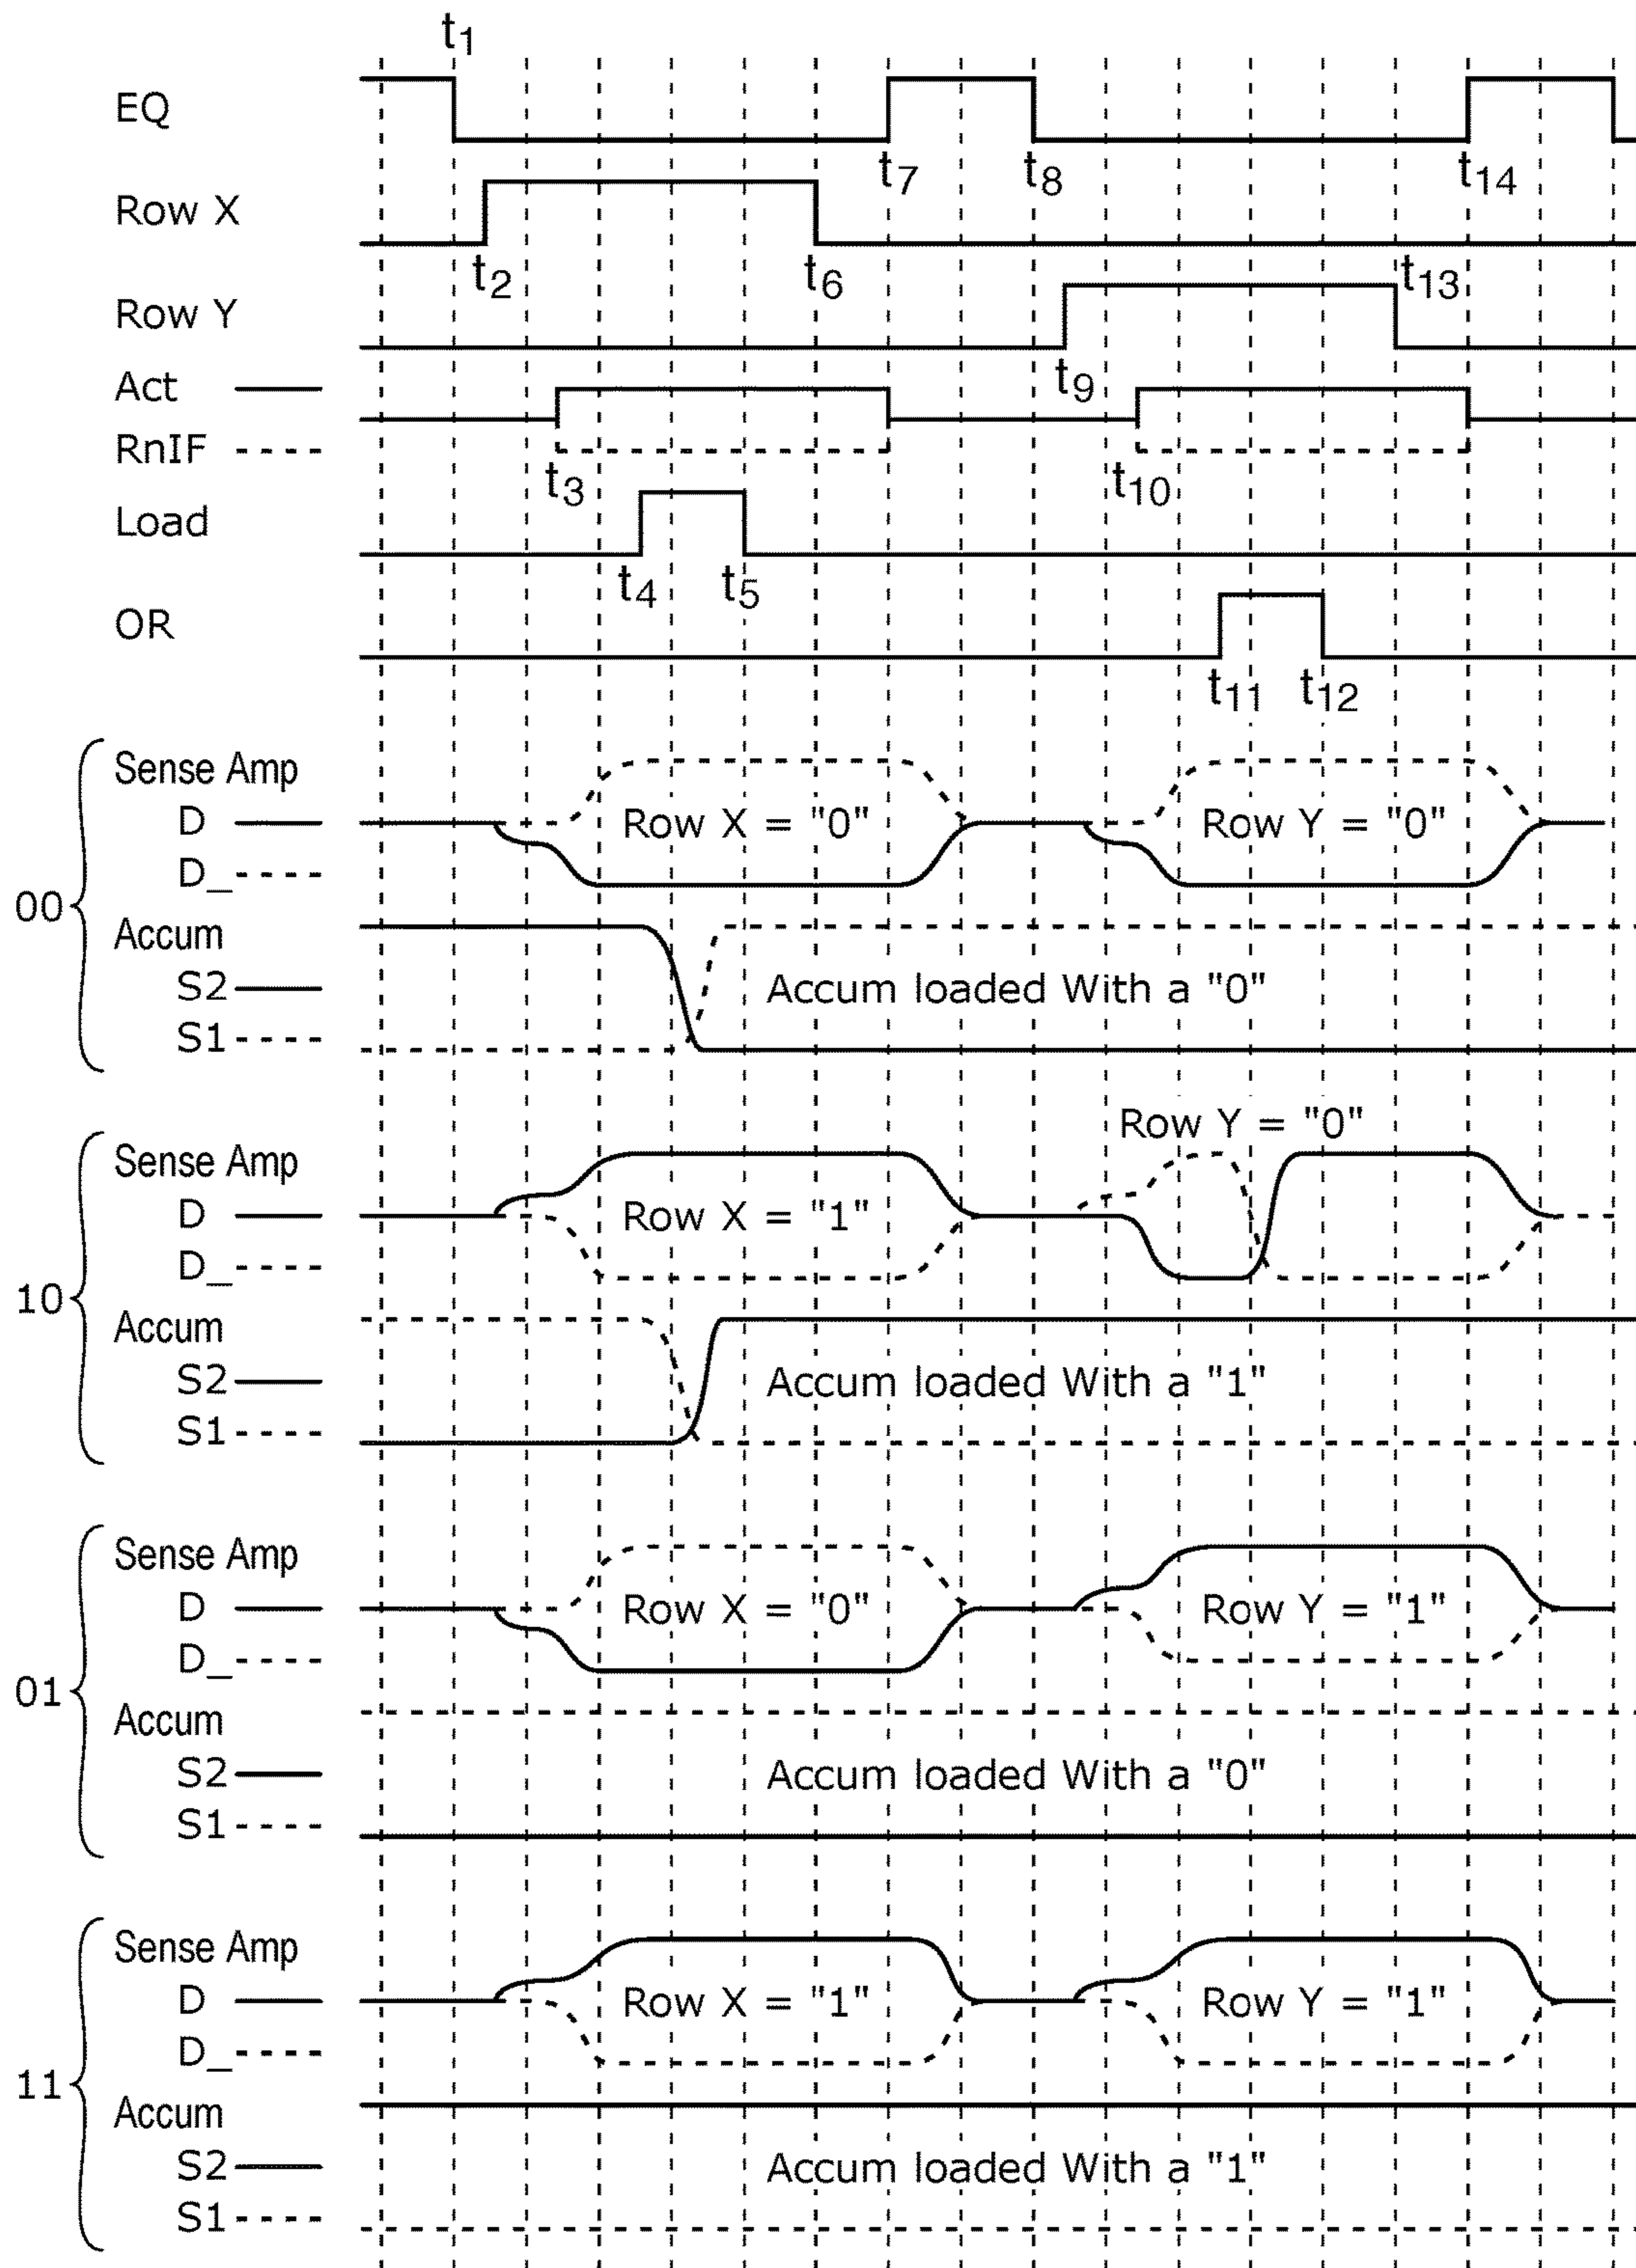 t1
EQ
t7
t8
t14
Row X
t2
t6
t13
Row Y
t9
Act
RnIF
t3
t10
Load
t4
t5
OR
t11
t12
00
Sense Amp
D
Row X = "0"
Row Y = "0"
D_
Accum
S2
Accum loaded With a "0"
S1
Row Y = "0"
10
Sense Amp
D
Row X = "1"
D_
Accum
S2
Accum loaded With a "1"
S1
01
Sense Amp
D
Row X = "0"
Row Y = "1"
D_
Accum
S2
Accum loaded With a "0"
S1
11
Sense Amp
D
Row X = "1"
Row Y = "1"
D_
Accum
S2
Accum loaded With a "1"
S1